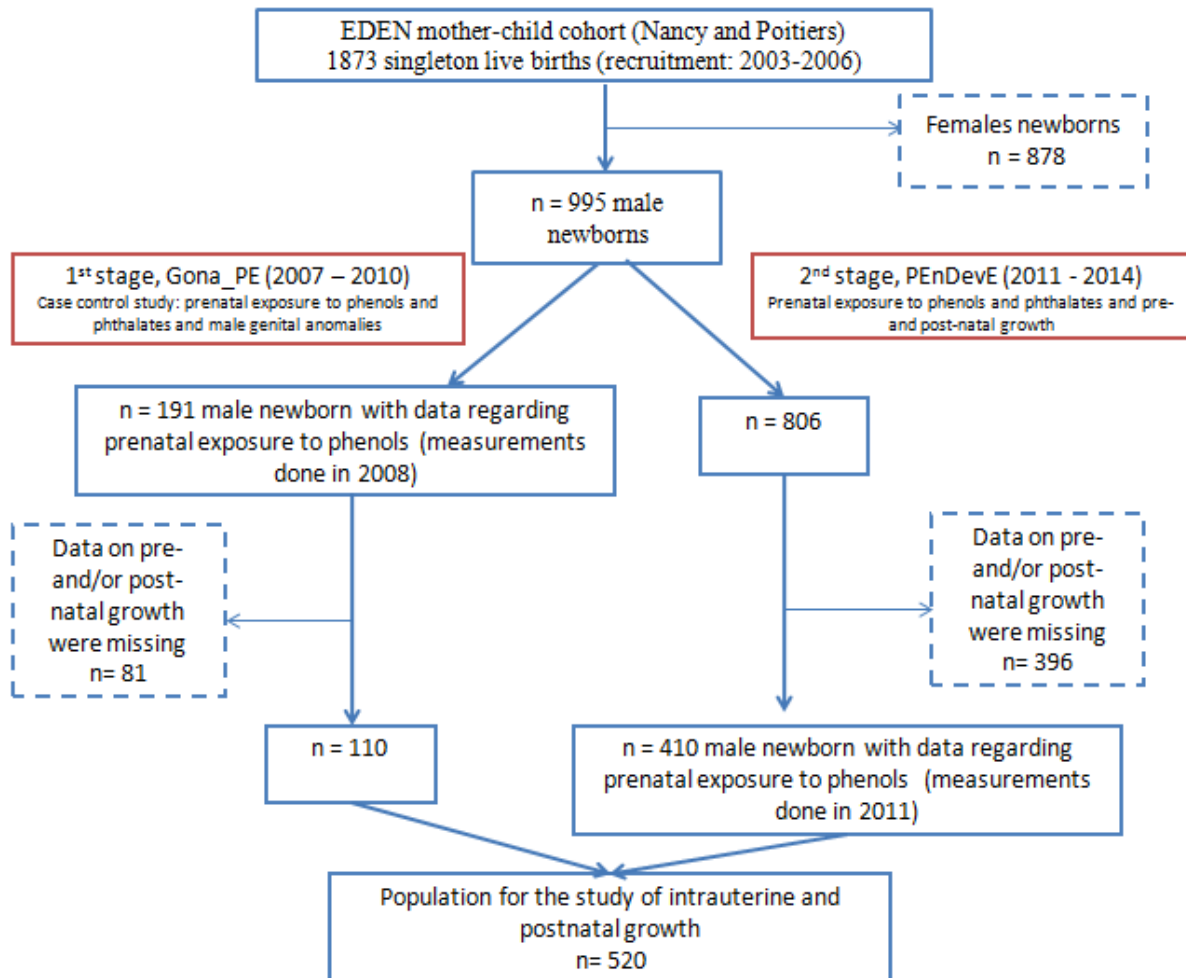 EDEN mother-child cohort (Nancy and Poitiers)
1873 singleton live births (recruitment: 2003-2006)
Females newborns
n = 878
n = 995 male
newborns
1st stage, Gona_PE (2007 – 2010)
Case control study: prenatal exposure to phenols and
phthalates and male genital anomalies
2nd stage, PEnDevE (2011 - 2014)
Prenatal exposure to phenols and phthalates and pre-
and post-natal growth
n = 191 male newborn with data regarding
prenatal exposure to phenols (measurements
done in 2008)
n = 806
Data on pre-
and/or post-
natal growth
were missing
n= 81
Data on pre-
and/or post-
natal growth
were missing
n= 396
n = 110
n = 410 male newborn with data regarding
prenatal exposure to phenols (measurements
done in 2011)
Population for the study of intrauterine and
postnatal growth
n= 520